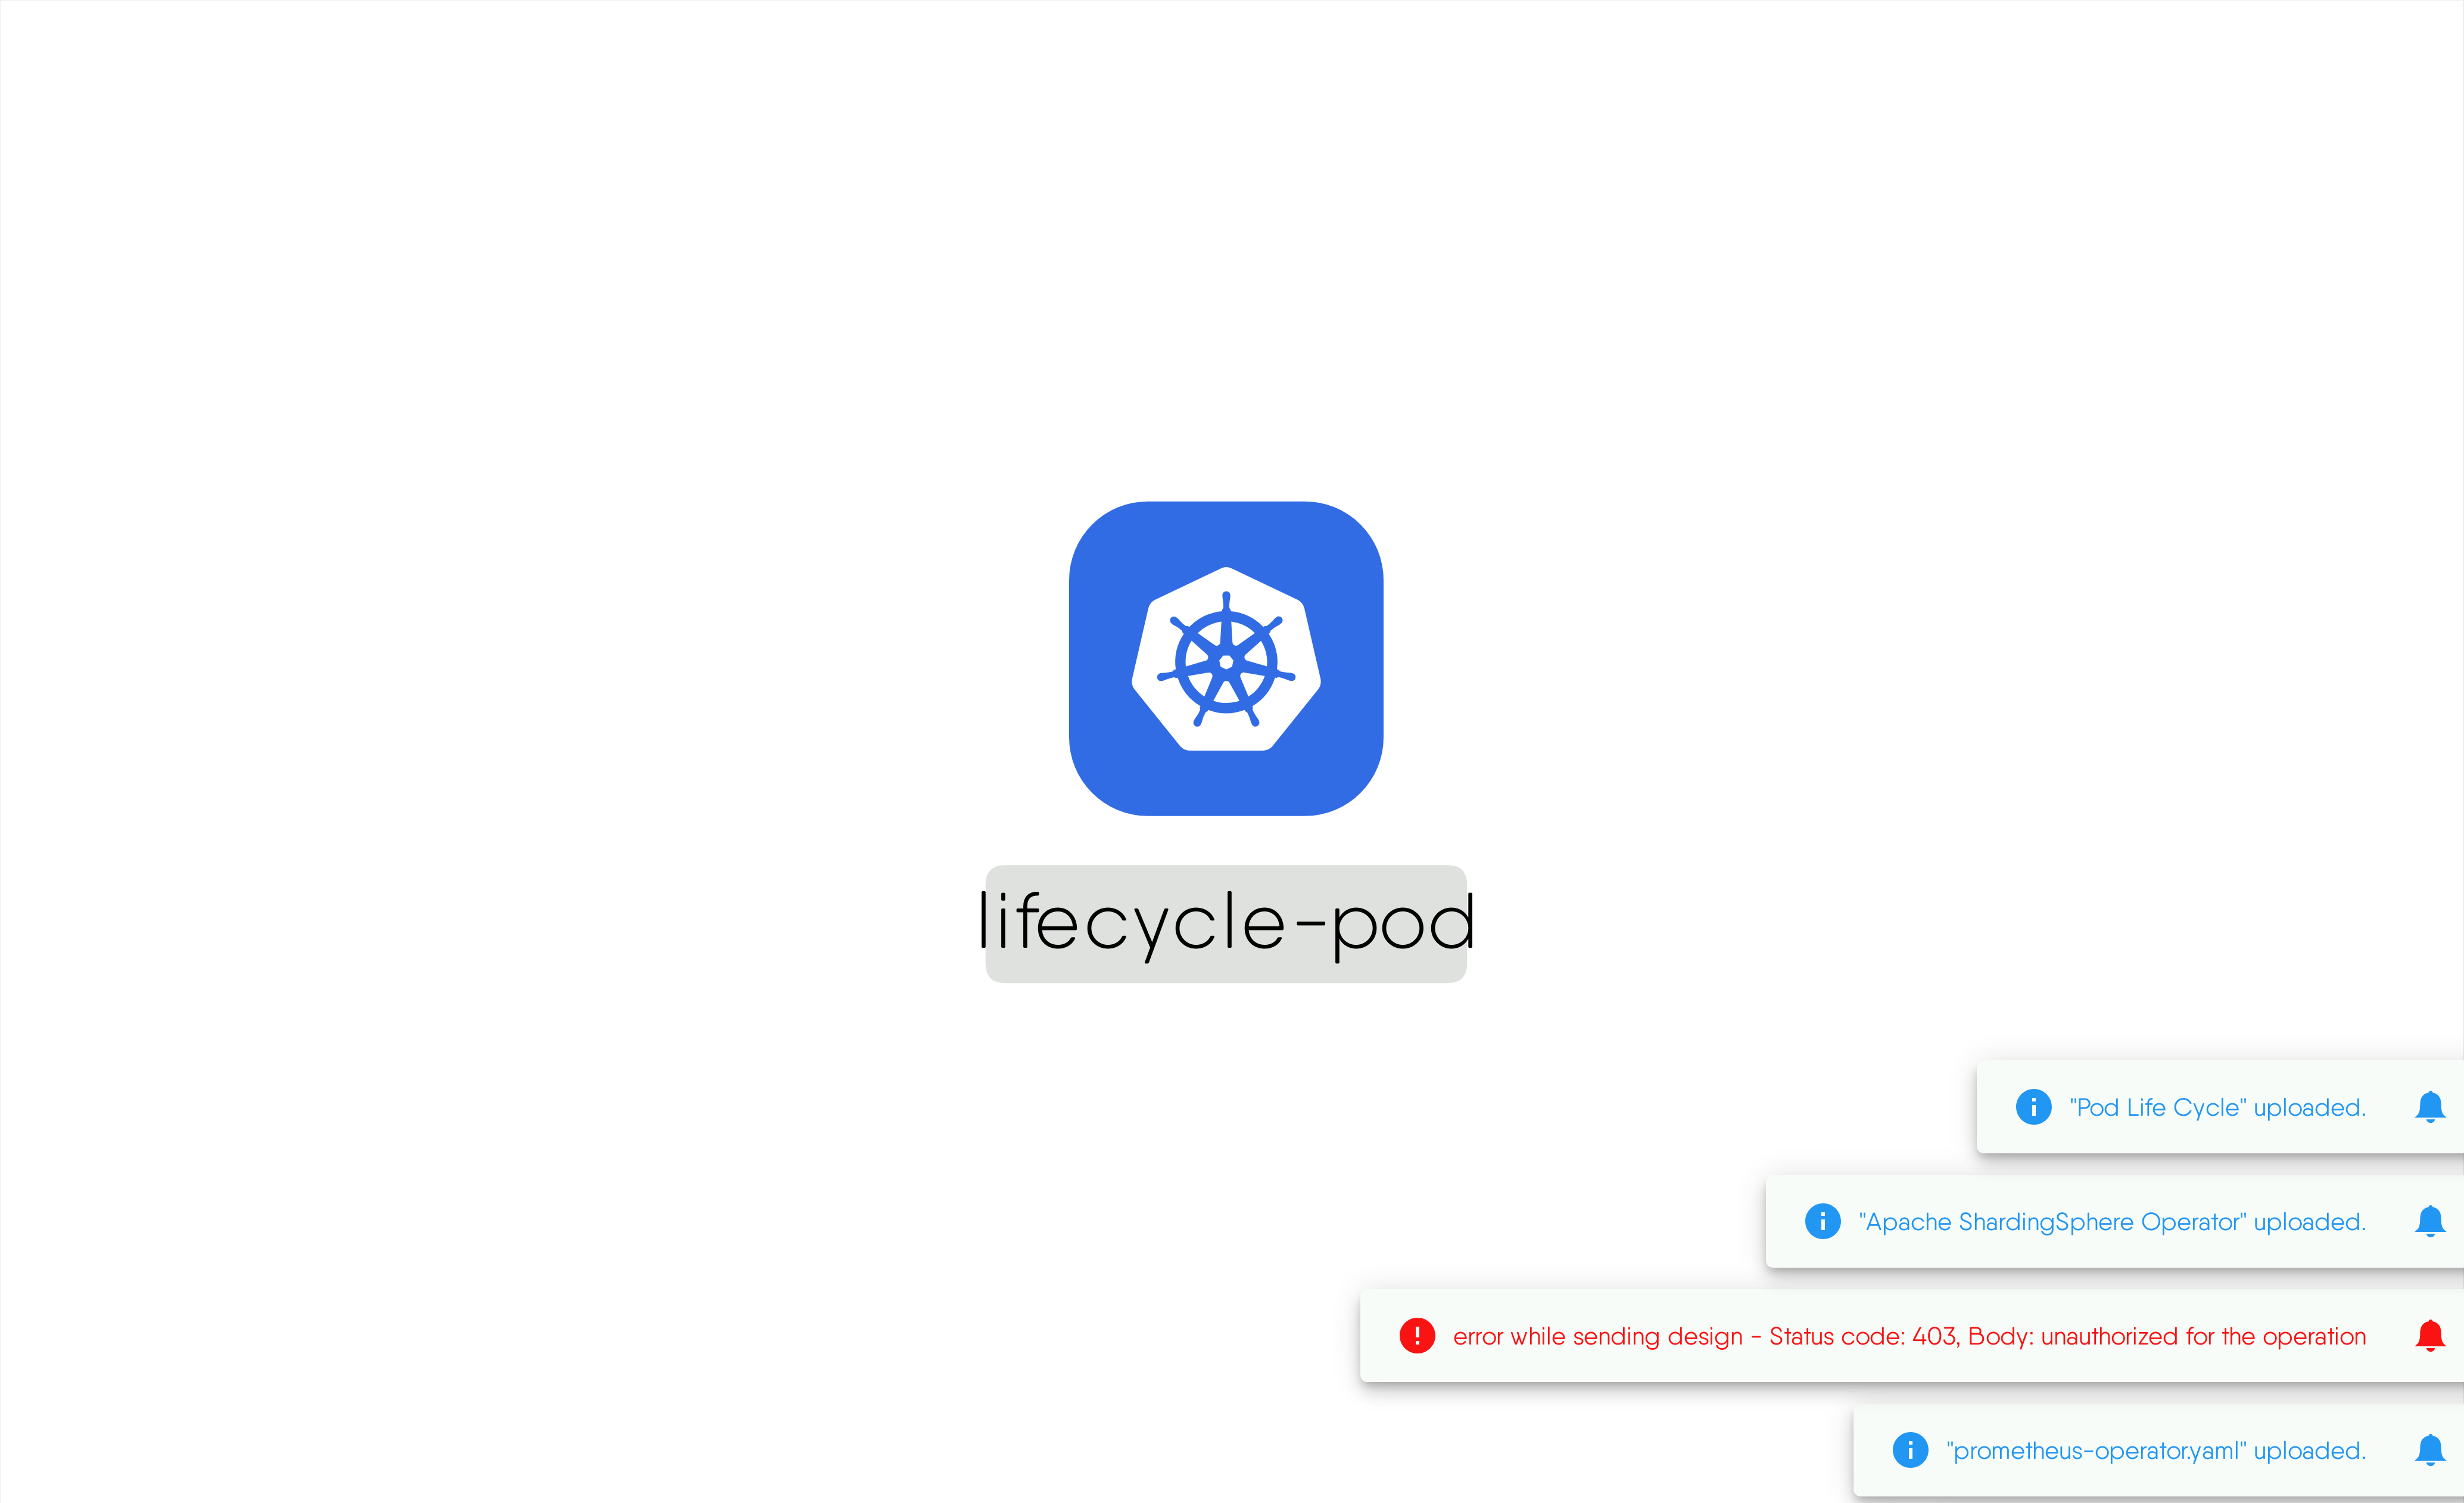 lifecycle-pod
"Pod Life Cycle" uploaded.
"Apache ShardingSphere Operator" uploaded.
error while sending design - Status code: 403, Body: unauthorized for the operation
"prometheus-operator.yaml" uploaded.